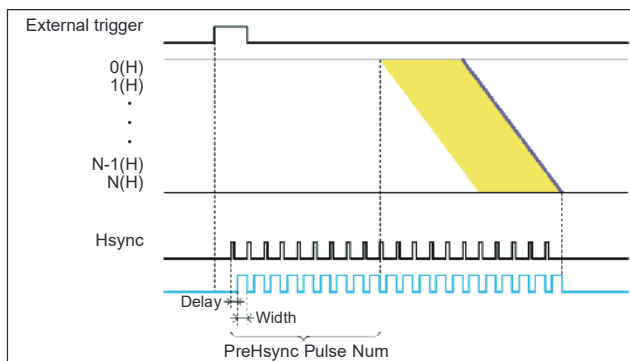 External trigger
0(H)
1(H)
.
.
.
N-1(H)
N(H)
Hsync
Delay
Width
PreHsync Pulse Num